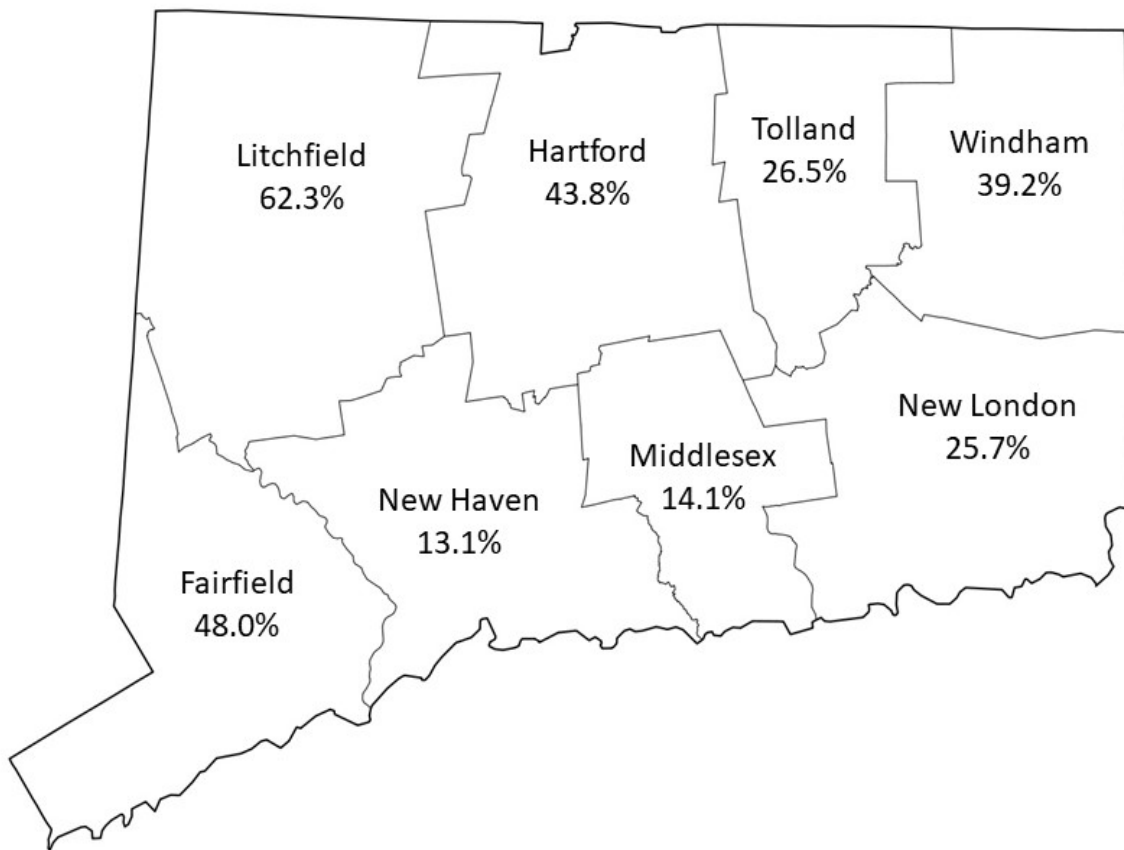 Litchfield
62.3%
Hartford
43.8%
Tolland
26.5%
Windham
39.2%
New Haven
13.1%
Middlesex
14.1%
New London
25.7%
Fairfield
48.0%